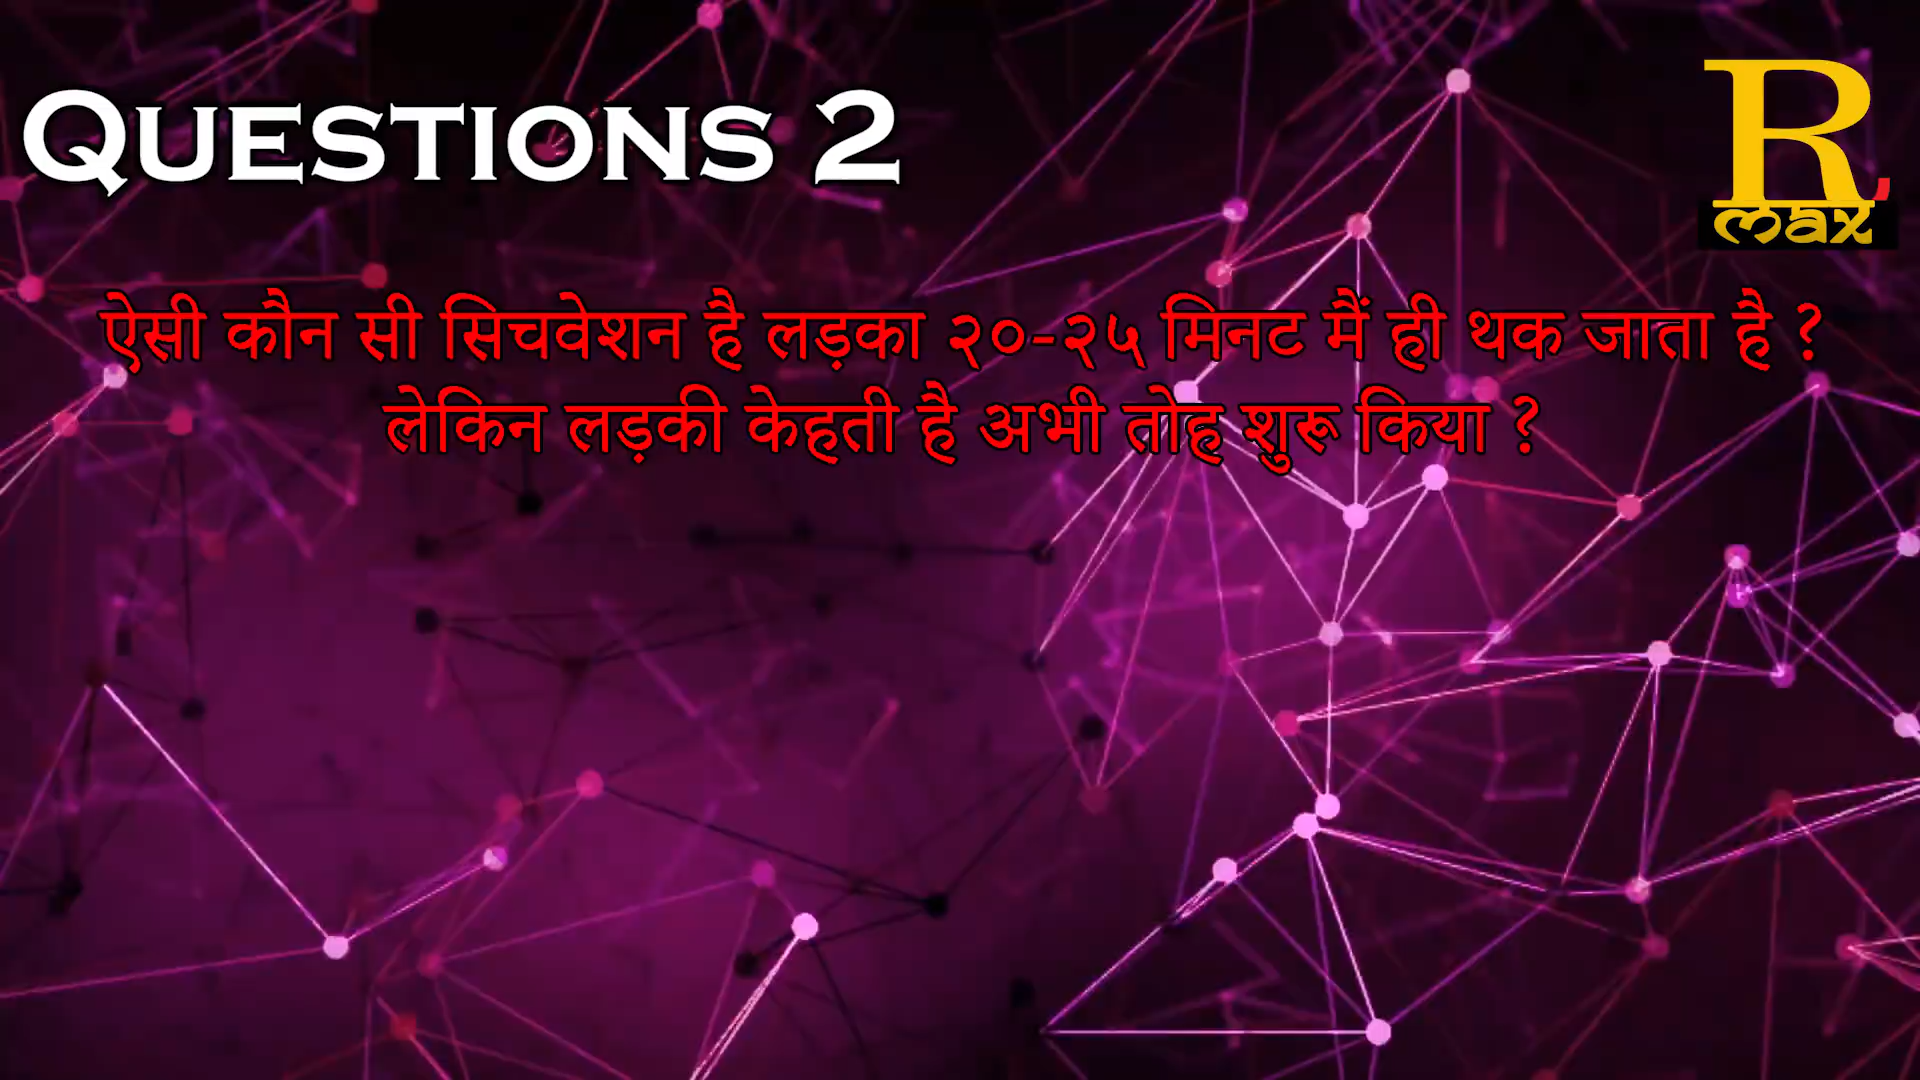 QUESTIONS 2
R
max
ऐसी कौन सी सिचवेशन है लड़का २०-२५ मिनट मैं ही थक जाता है ?
लेकिन लड़की केहती है अभी तोह शुरू किया ?